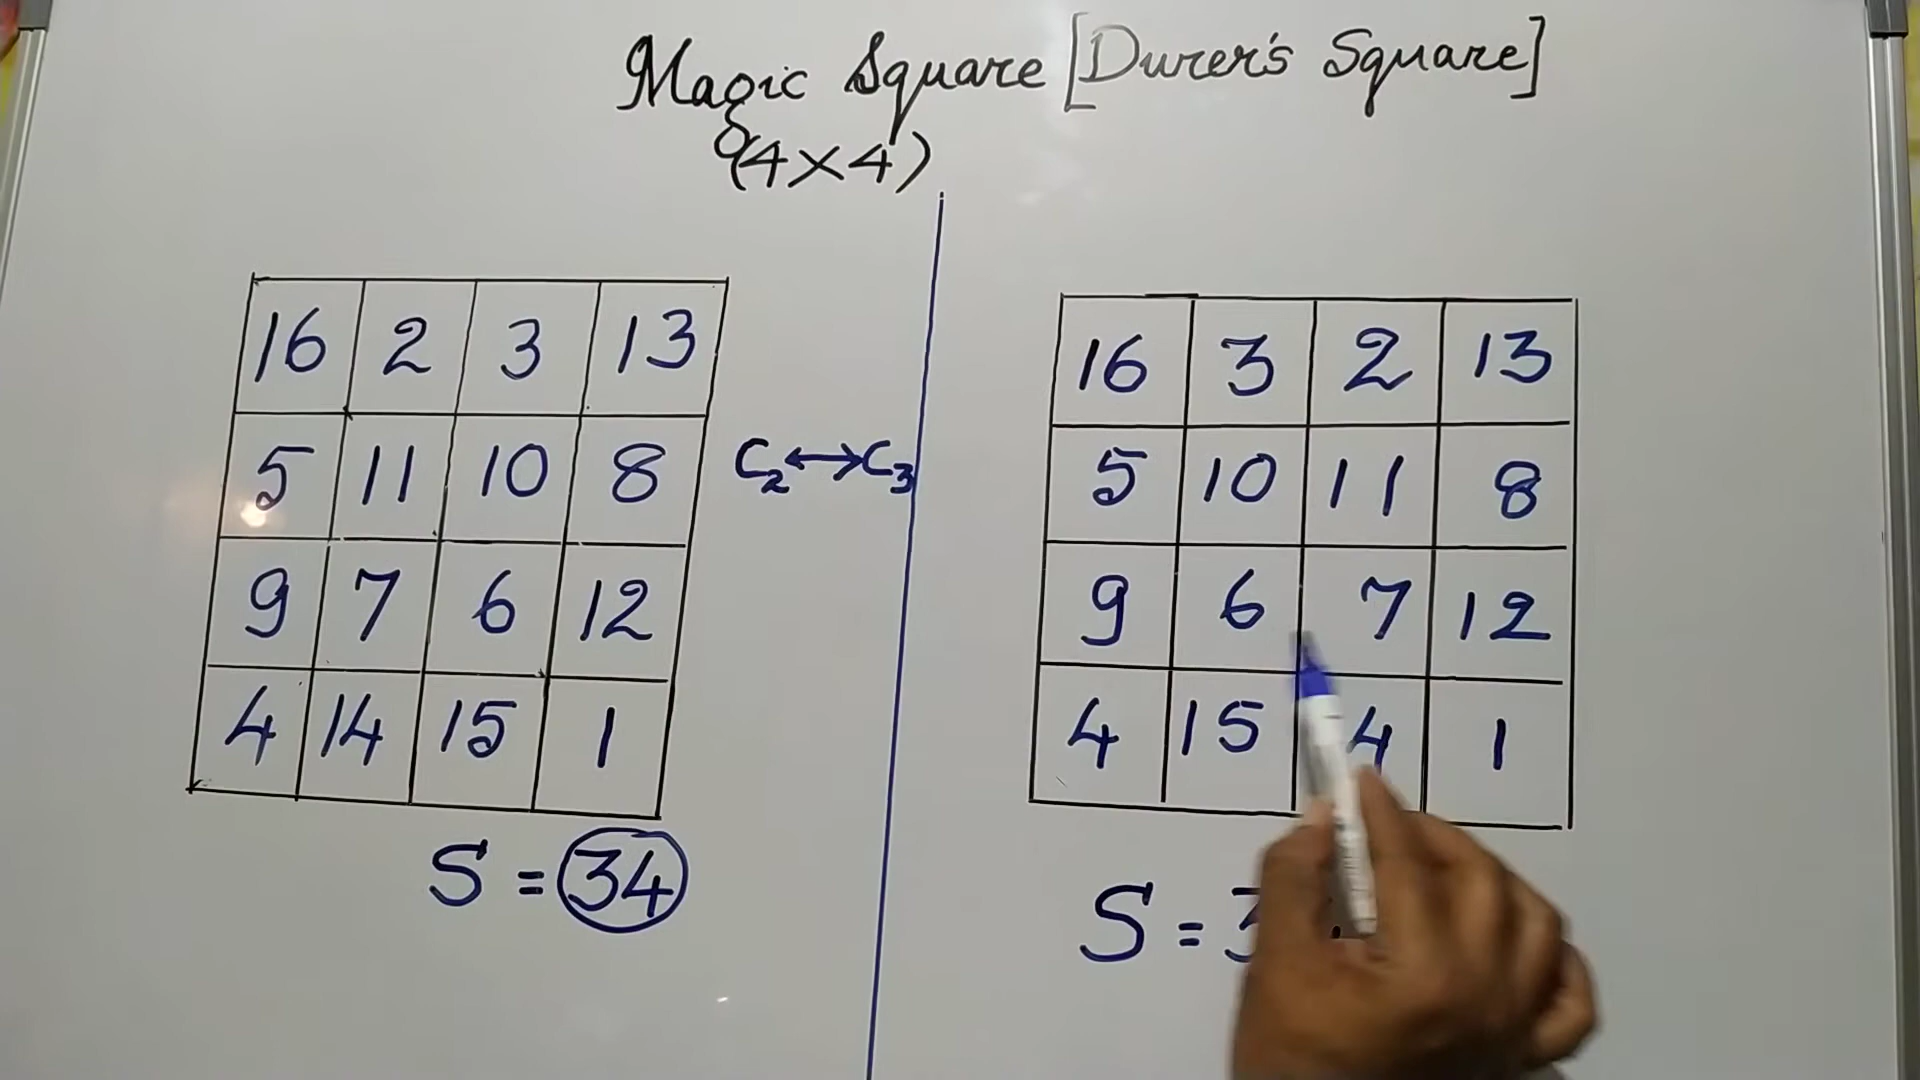 Magic Square [Durer's Square]
(4×4)
16 2 3 13
5 11 10 8
9 7 6 12
4 14 15 1
S = 34
C2↔C3
16 3 2 13
5 10 11 8
9 6 7 12
4 15 4 1
S = 3